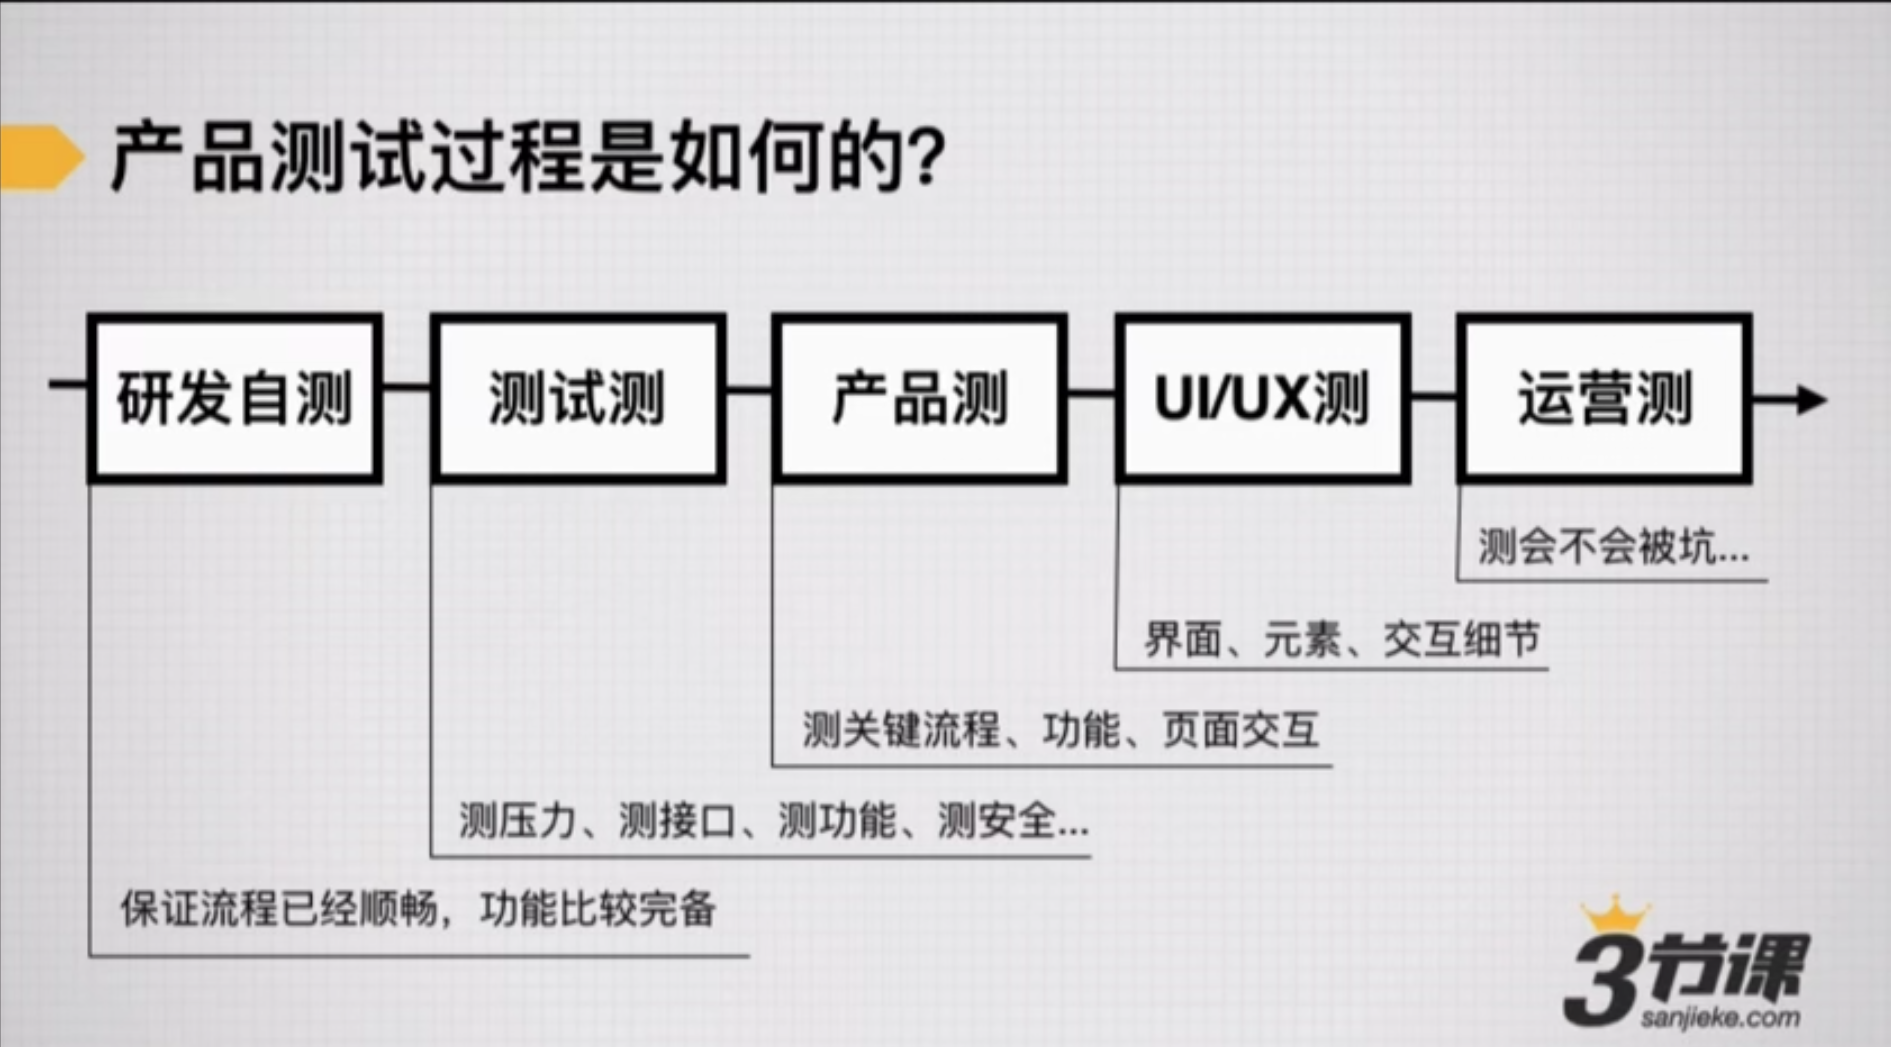 产品测试过程是如何的?
研发自测
测试测
产品测
UI/UX测
运营测
测会不会被坑...
界面、元素、交互细节
测关键流程、功能、页面交互
测压力、测接口、测功能、测安全...
保证流程已经顺畅，功能比较完备
3节课
sanjieke.com